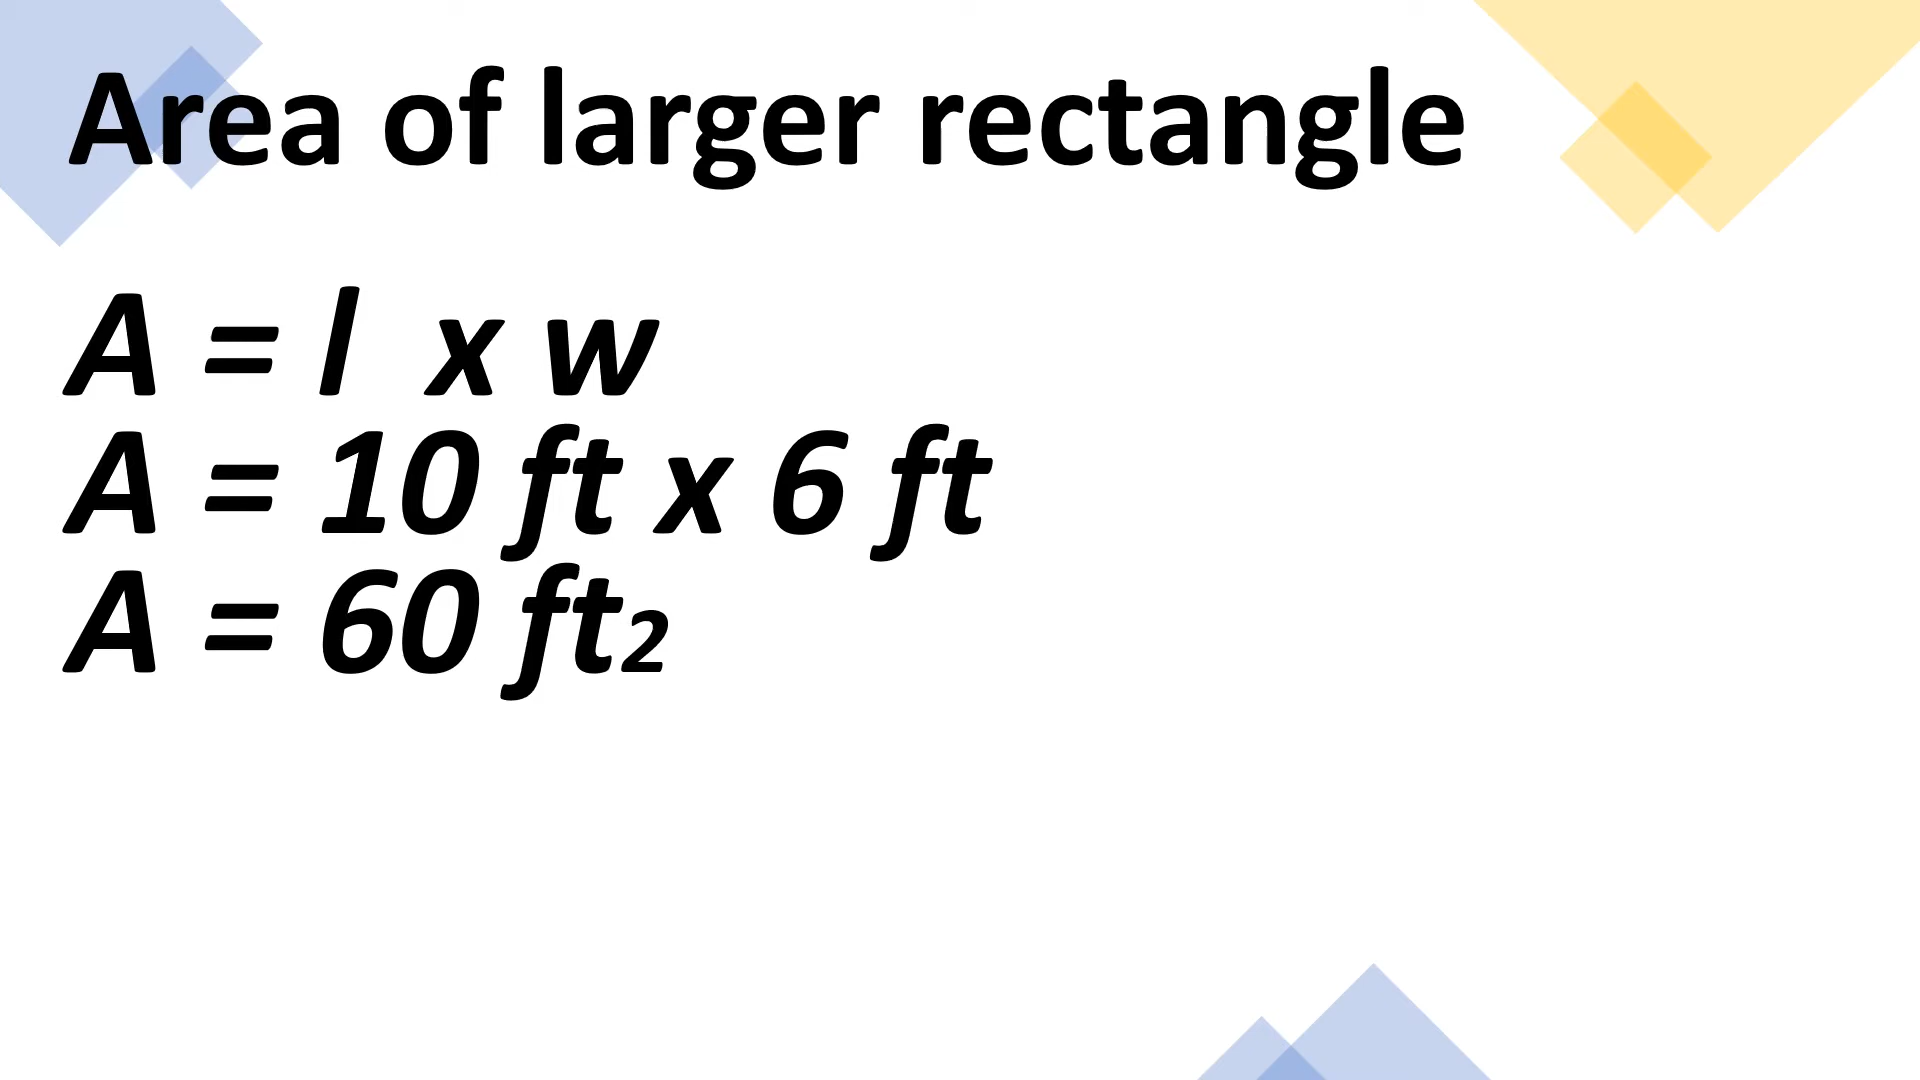 Area of larger rectangle
A = l x w
A = 10 ft x 6 ft
A = 60 ft2